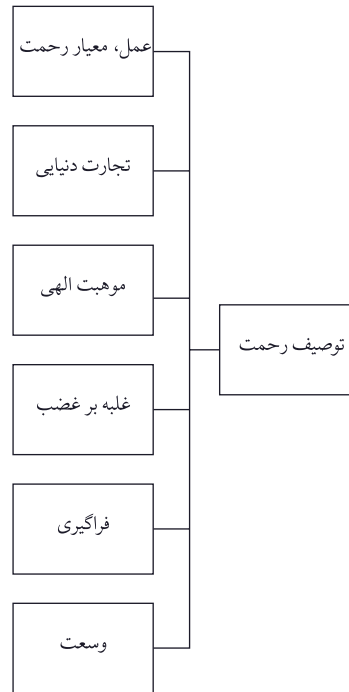 توصیف رحمت
عمل، معیار رحمت
تجارت دنیایی
موهبت الهی
غلبه بر غضب
فراگیری
وسعت